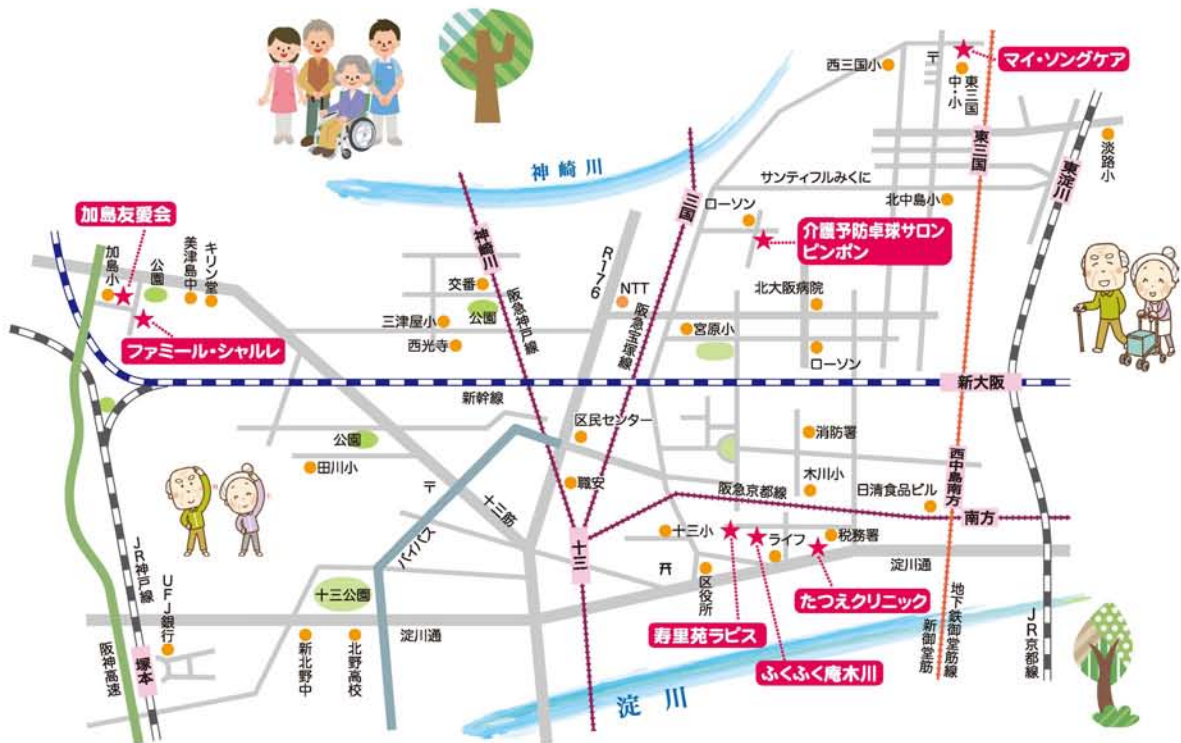 マイ・ソングケア
西三国小
〒
東三国
中・小
東三国
淡路小
東淀川
神崎川
三国
サンティフルみくに
北中島小
ローソン
介護予防卓球サロン
ピンポン
加島友愛会
加島小
公園
美津島中
キリン堂
ファミール・シャルレ
神崎川
交番
公園
三津屋小
西光寺
阪急神戸線
R176
NTT
阪急宝塚線
北大阪病院
宮原小
ローソン
新幹線
新大阪
区民センター
消防署
公園
田川小
〒
職安
木川小
阪急京都線
日清食品ビル
西中島南方
南方
十三筋
バイパス
十三
十三小
ライフ
税務署
区役所
淀川通
たつえクリニック
寿里苑ラピス
ふくふく庵木川
JR神戸線
UFJ銀行
十三公園
淀川通
新北野中
北野高校
阪神高速
塚本
淀川
新御堂筋
地下鉄御堂筋線
JR京都線